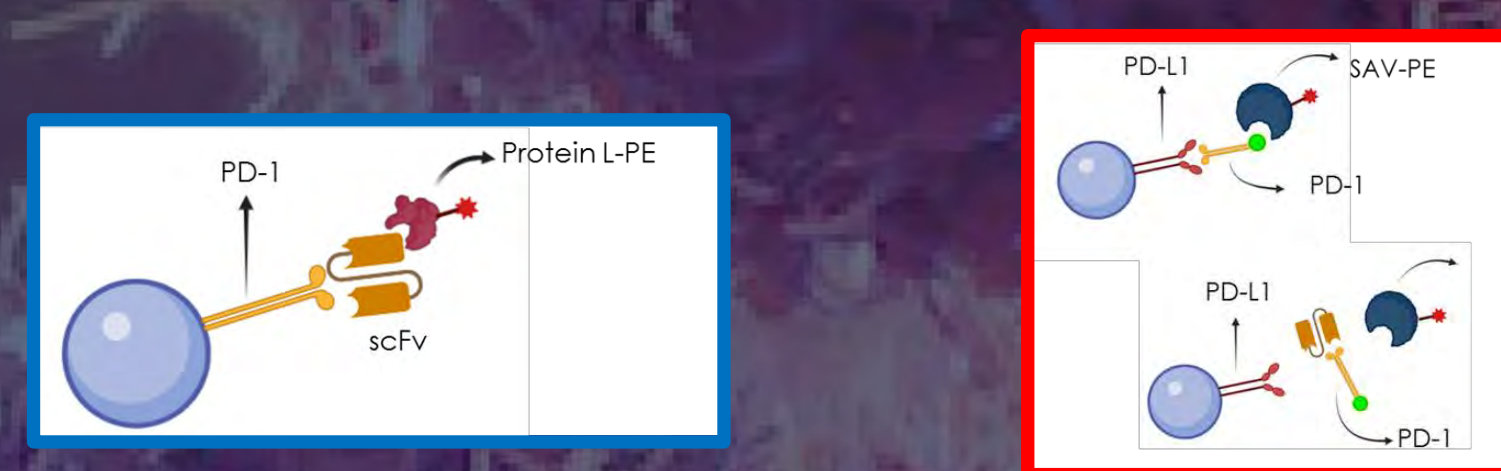 PD-1
Protein L-PE
scFv
PD-L1
SAV-PE
PD-1
PD-L1
PD-1